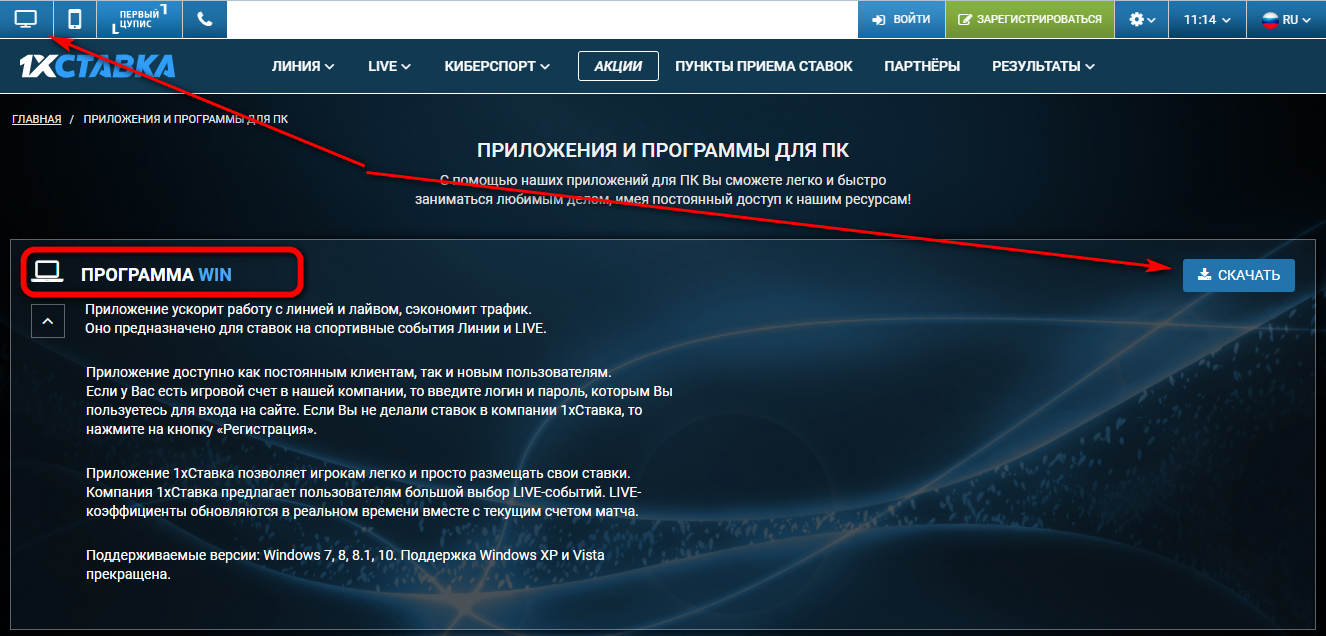 ПЕРВЫЙ
ЦУПИС
ВОЙТИ
ЗАРЕГИСТРИРОВАТЬСЯ
11:14
RU
1XСТАВКА
ЛИНИЯ
LIVE
КИБЕРСПОРТ
АКЦИИ
ПУНКТЫ ПРИЕМА СТАВОК
ПАРТНЁРЫ
РЕЗУЛЬТАТЫ
ГЛАВНАЯ / ПРИЛОЖЕНИЯ И ПРОГРАММЫ ДЛЯ ПК
ПРИЛОЖЕНИЯ И ПРОГРАММЫ ДЛЯ ПК
С помощью наших приложений для ПК Вы сможете легко и быстро
заниматься любимым делом, имея постоянный доступ к нашим ресурсам!
ПРОГРАММА WIN
СКАЧАТЬ
Приложение ускорит работу с линией и лайвом, сэкономит трафик.
Оно предназначено для ставок на спортивные события Линии и LIVE.
Приложение доступно как постоянным клиентам, так и новым пользователям.
Если у Вас есть игровой счет в нашей компании, то введите логин и пароль, которым Вы
пользуетесь для входа на сайте. Если Вы не делали ставок в компании 1хСтавка, то
нажмите на кнопку «Регистрация».
Приложение 1хСтавка позволяет игрокам легко и просто размещать свои ставки.
Компания 1хСтавка предлагает пользователям большой выбор LIVE-событий. LIVE-
коэффициенты обновляются в реальном времени вместе с текущим счетом матча.
Поддерживаемые версии: Windows 7, 8, 8.1, 10. Поддержка Windows XP и Vista
прекращена.